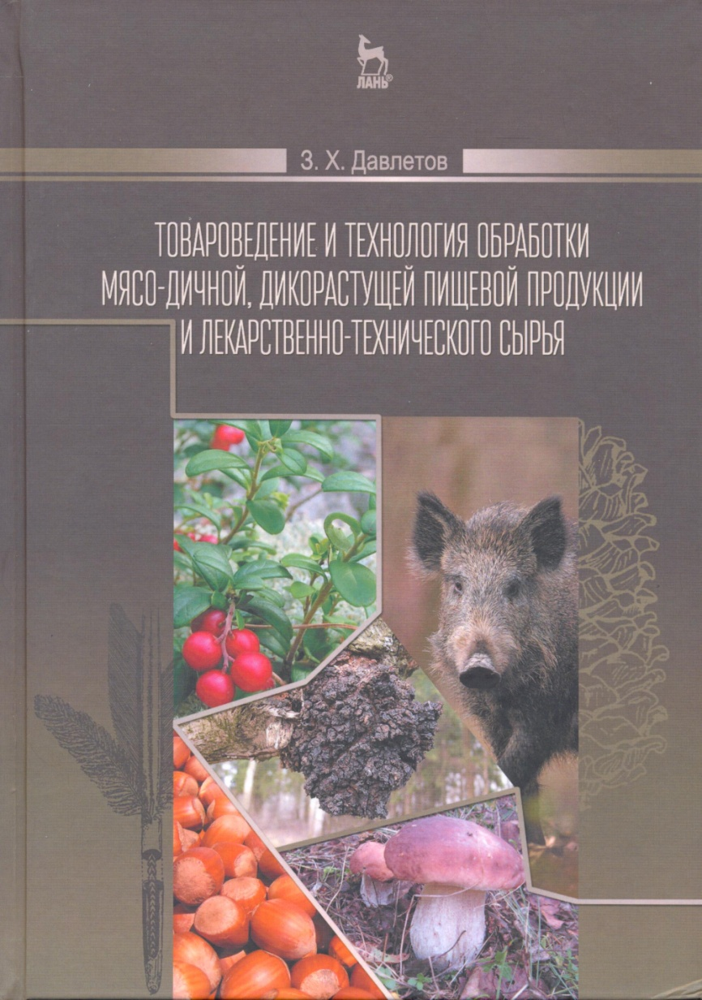 ЛАНЬ®
З. Х. Давлетов
ТОВАРОВЕДЕНИЕ И ТЕХНОЛОГИЯ ОБРАБОТКИ
МЯСО-ДИЧНОЙ, ДИКОРАСТУЩЕЙ ПИЩЕВОЙ ПРОДУКЦИИ
И ЛЕКАРСТВЕННО-ТЕХНИЧЕСКОГО СЫРЬЯ